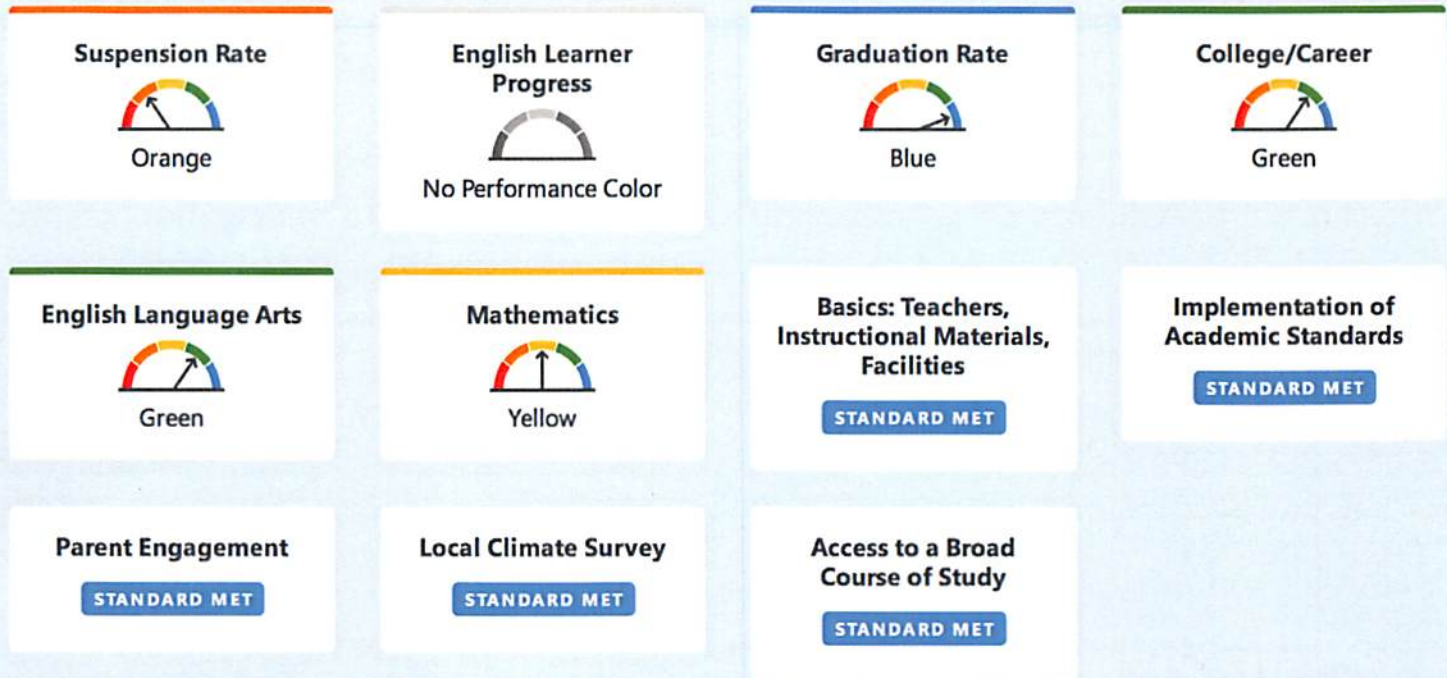 Suspension Rate
Orange
English Learner
Progress
No Performance Color
Graduation Rate
Blue
College/Career
Green
English Language Arts
Green
Mathematics
Yellow
Basics: Teachers,
Instructional Materials,
Facilities
STANDARD MET
Implementation of
Academic Standards
STANDARD MET
Parent Engagement
STANDARD MET
Local Climate Survey
STANDARD MET
Access to a Broad
Course of Study
STANDARD MET